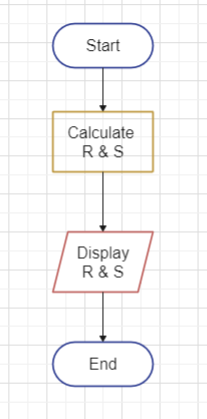 Start
Calculate
R & S
Display
R & S
End